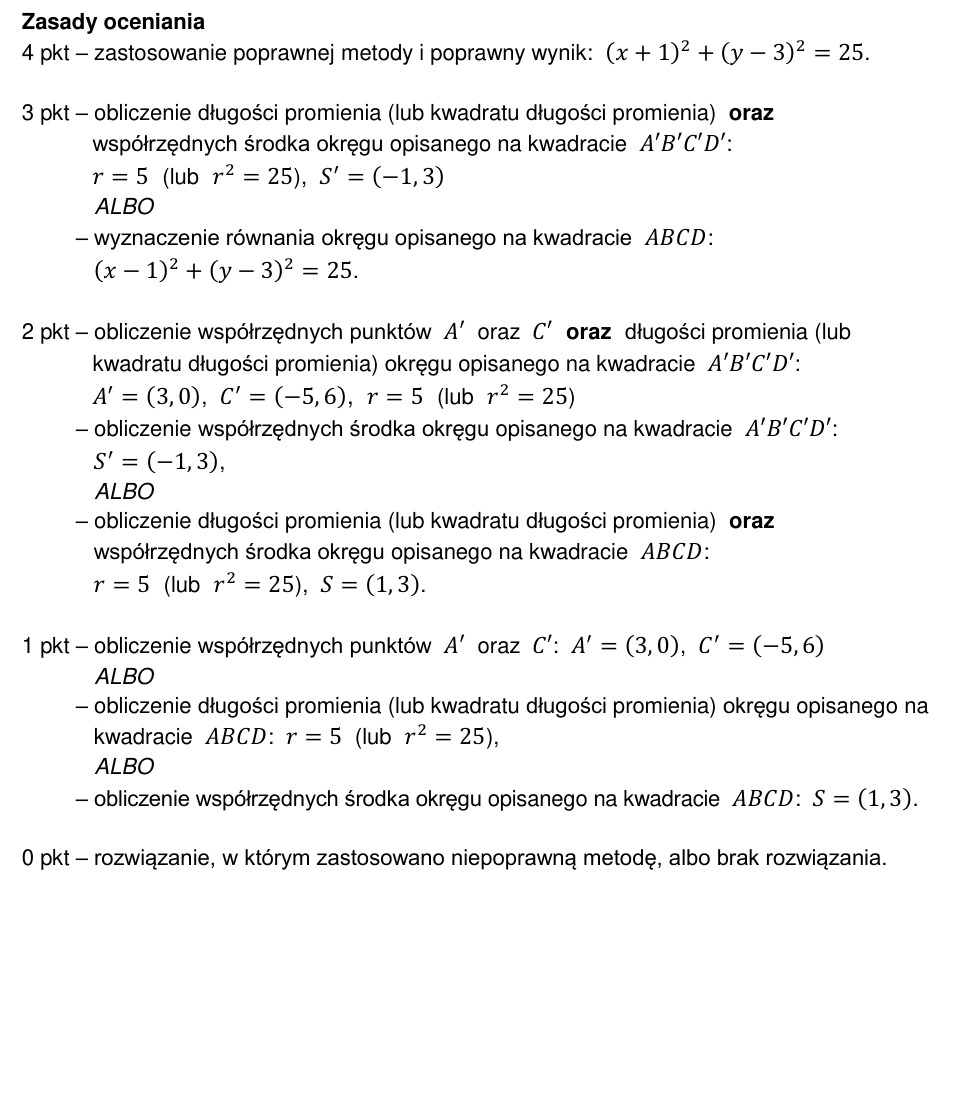 Zasady oceniania
4 pkt – zastosowanie poprawnej metody i poprawny wynik: (x + 1)² + (y − 3)² = 25.
3 pkt – obliczenie długości promienia (lub kwadratu długości promienia) oraz
współrzędnych środka okręgu opisanego na kwadracie A′B′C′D′:
r = 5 (lub r² = 25), S′ = (−1, 3)
ALBO
– wyznaczenie równania okręgu opisanego na kwadracie ABCD:
(x − 1)² + (y − 3)² = 25.
2 pkt – obliczenie współrzędnych punktów A′ oraz C′ oraz długości promienia (lub
kwadratu długości promienia) okręgu opisanego na kwadracie A′B′C′D′:
A′ = (3, 0), C′ = (−5, 6), r = 5 (lub r² = 25)
– obliczenie współrzędnych środka okręgu opisanego na kwadracie A′B′C′D′:
S′ = (−1, 3),
ALBO
– obliczenie długości promienia (lub kwadratu długości promienia) oraz
współrzędnych środka okręgu opisanego na kwadracie ABCD:
r = 5 (lub r² = 25), S = (1, 3).
1 pkt – obliczenie współrzędnych punktów A′ oraz C′: A′ = (3, 0), C′ = (−5, 6)
ALBO
– obliczenie długości promienia (lub kwadratu długości promienia) okręgu opisanego na
kwadracie ABCD: r = 5 (lub r² = 25),
ALBO
– obliczenie współrzędnych środka okręgu opisanego na kwadracie ABCD: S = (1, 3).
0 pkt – rozwiązanie, w którym zastosowano niepoprawną metodę, albo brak rozwiązania.